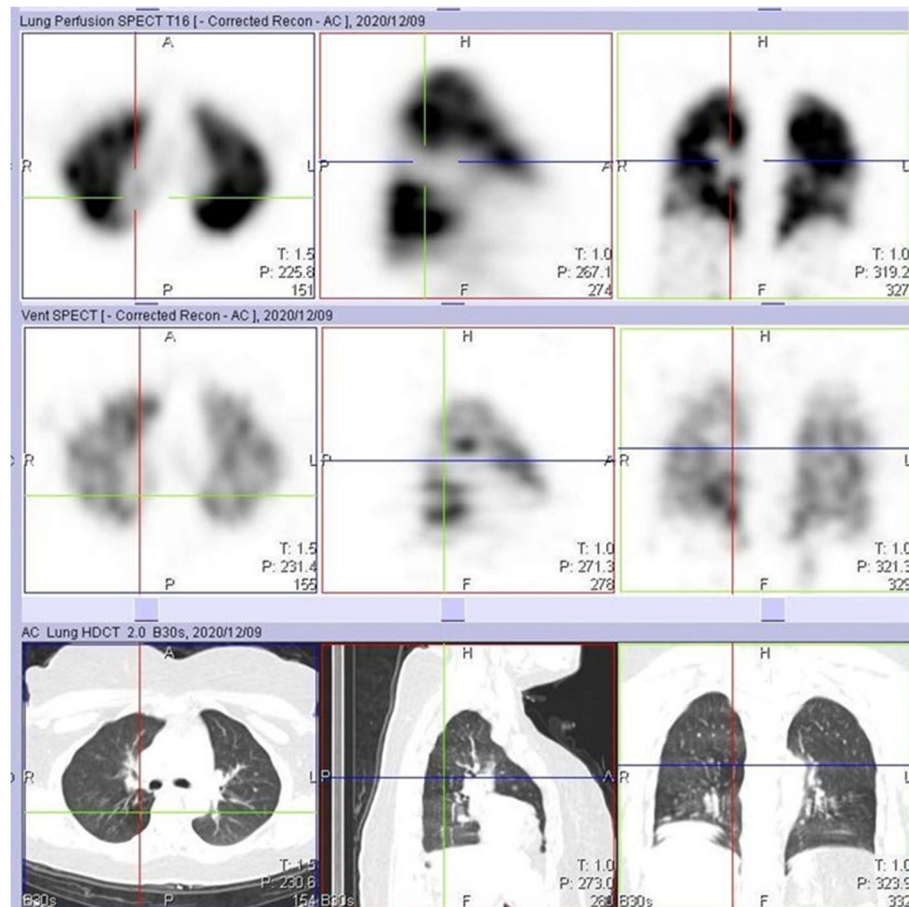 Lung Perfusion SPECT T16 [ - Corrected Recon - AC ], 2020/12/09
A H H
R L P A R L
T: 1.5 T: 1.0 T: 1.0
P: 225.8 P: 267.1 P: 319.2
P 151 F 274 F 327
Vent SPECT [ - Corrected Recon - AC ], 2020/12/09
A H H
R L P A R L
T: 1.5 T: 1.0 T: 1.0
P: 231.4 P: 271.3 P: 321.3
P 155 F 278 F 329
AC Lung HDCT 2.0 B30s, 2020/12/09
A H H
R L P A R L
T: 1.5 T: 1.0 T: 1.0
P: 230.6 P: 273.0 P: 323.9
B30s P 154 B30s F 280 B30s F 332